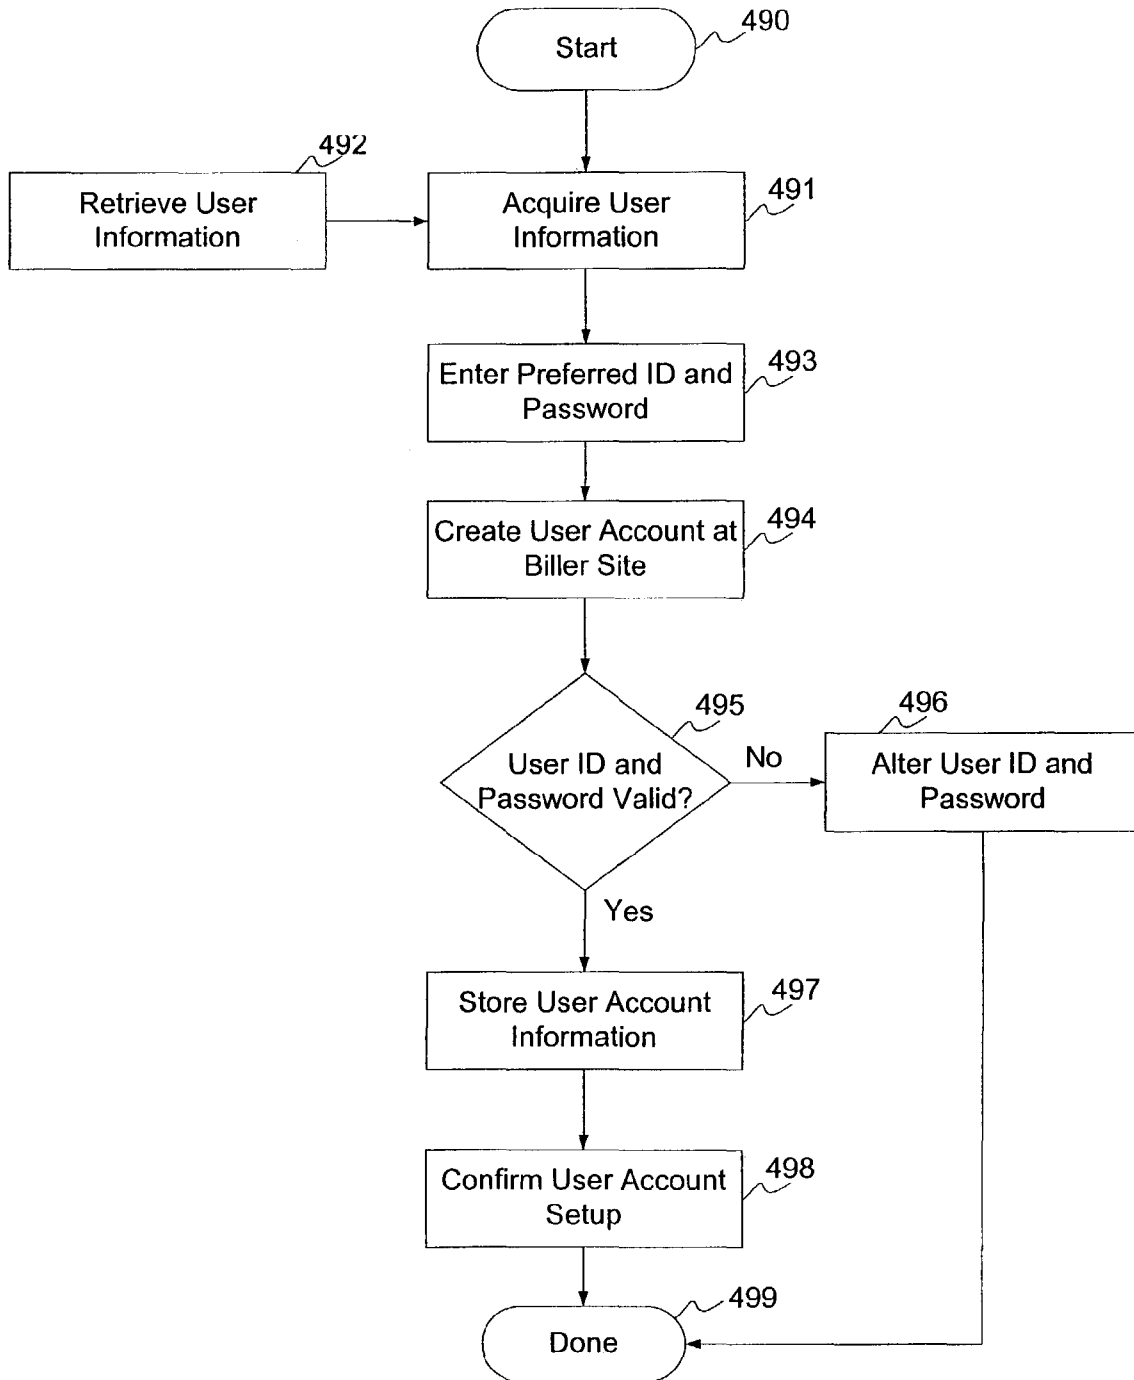 Start
490
492
Retrieve User
Information
Acquire User
Information
491
Enter Preferred ID and
Password
493
Create User Account at
Biller Site
494
User ID and
Password Valid?
495
No
496
Alter User ID and
Password
Yes
Store User Account
Information
497
Confirm User Account
Setup
498
Done
499